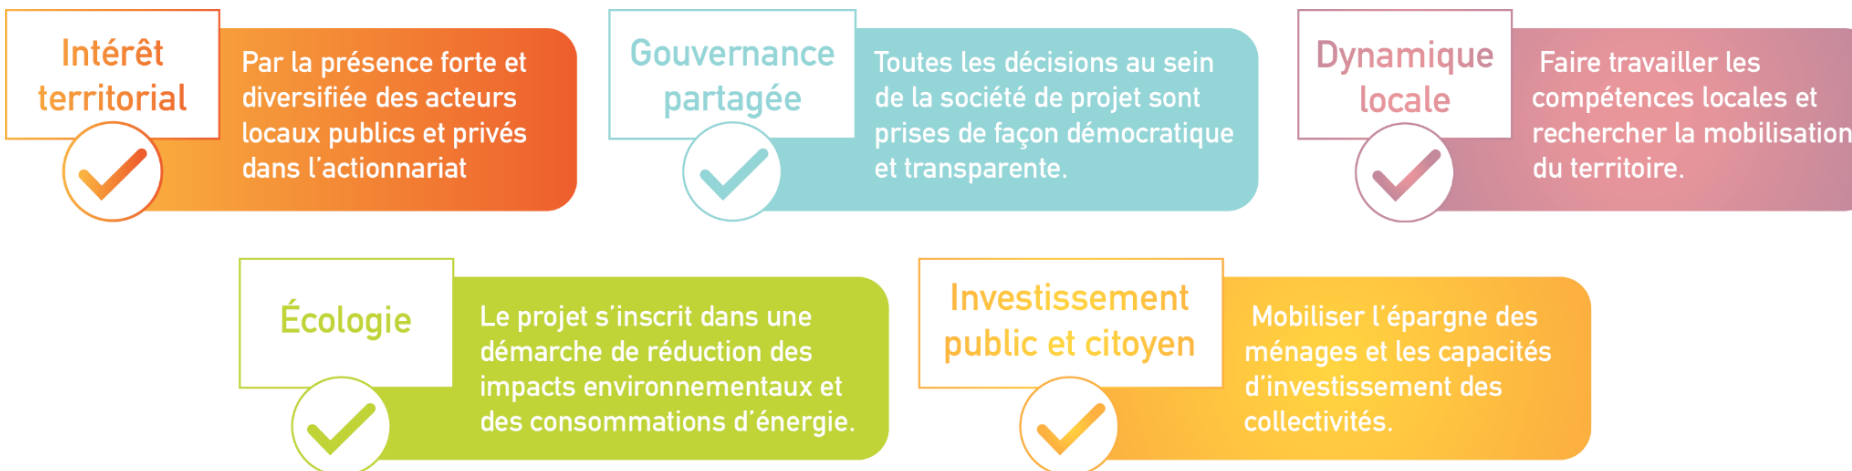 Intérêt
territorial
Par la présence forte et
diversifiée des acteurs
locaux publics et privés
dans l’actionnariat
Gouvernance
partagée
Toutes les décisions au sein
de la société de projet sont
prises de façon démocratique
et transparente.
Dynamique
locale
Faire travailler les
compétences locales et
rechercher la mobilisation
du territoire.
Écologie
Le projet s’inscrit dans une
démarche de réduction des
impacts environnementaux et
des consommations d’énergie.
Investissement
public et citoyen
Mobiliser l’épargne des
ménages et les capacités
d’investissement des
collectivités.